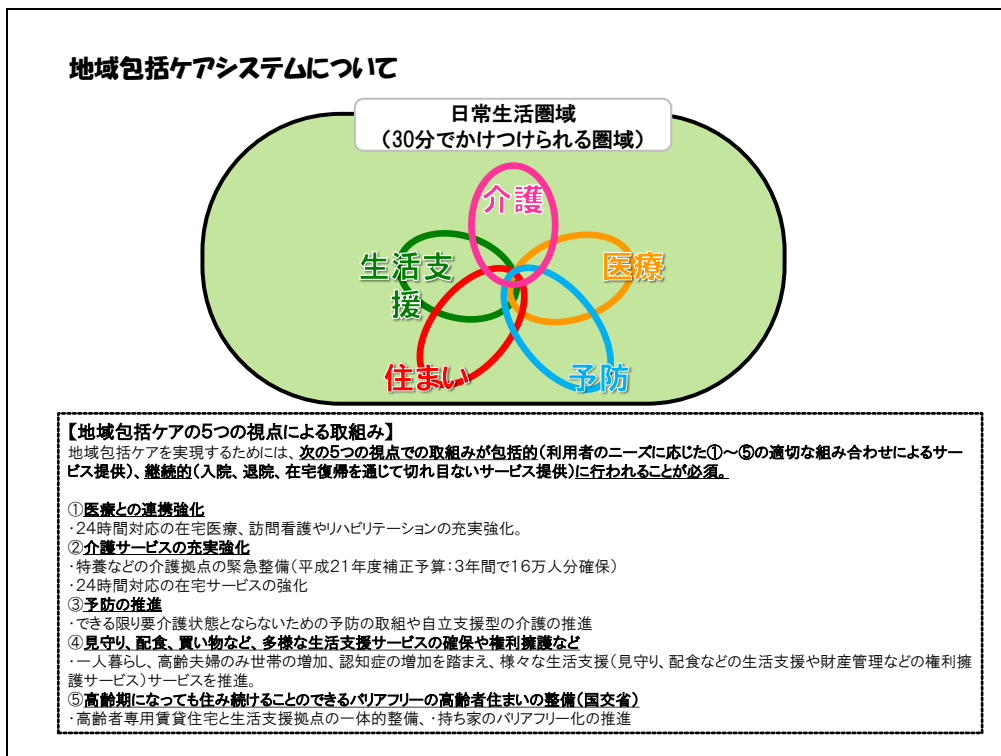 地域包括ケアシステムについて
日常生活圏域
（30分でかけつけられる圏域）
介護
生活支
援
医療
住まい
予防
【地域包括ケアの5つの視点による取組み】
地域包括ケアを実現するためには、次の5つの視点での取組みが包括的（利用者のニーズに応じた①～⑤の適切な組み合わせによるサー
ビス提供）、継続的（入院、退院、在宅復帰を通じて切れ目ないサービス提供）に行われることが必須。
①医療との連携強化
・24時間対応の在宅医療、訪問看護やリハビリテーションの充実強化。
②介護サービスの充実強化
・特養などの介護拠点の緊急整備（平成21年度補正予算：3年間で16万人分確保）
・24時間対応の在宅サービスの強化
③予防の推進
・できる限り要介護状態とならないための予防の取組や自立支援型の介護の推進
④見守り、配食、買い物など、多様な生活支援サービスの確保や権利擁護など
・一人暮らし、高齢夫婦のみ世帯の増加、認知症の増加を踏まえ、様々な生活支援（見守り、配食などの生活支援や財産管理などの権利擁
護サービス）サービスを推進。
⑤高齢期になっても住み続けることのできるバリアフリーの高齢者住まいの整備（国交省）
・高齢者専用賃貸住宅と生活支援拠点の一体的整備、・持ち家のバリアフリー化の推進